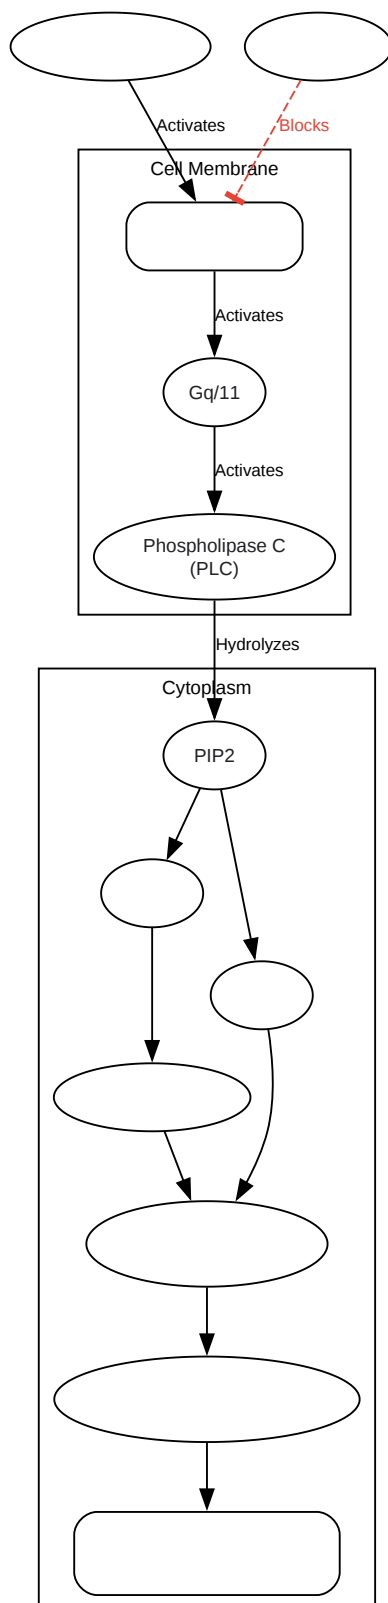 Activates
Blocks
Cell Membrane
Activates
Gq/11
Activates
Phospholipase C
(PLC)
Hydrolyzes
Cytoplasm
PIP2